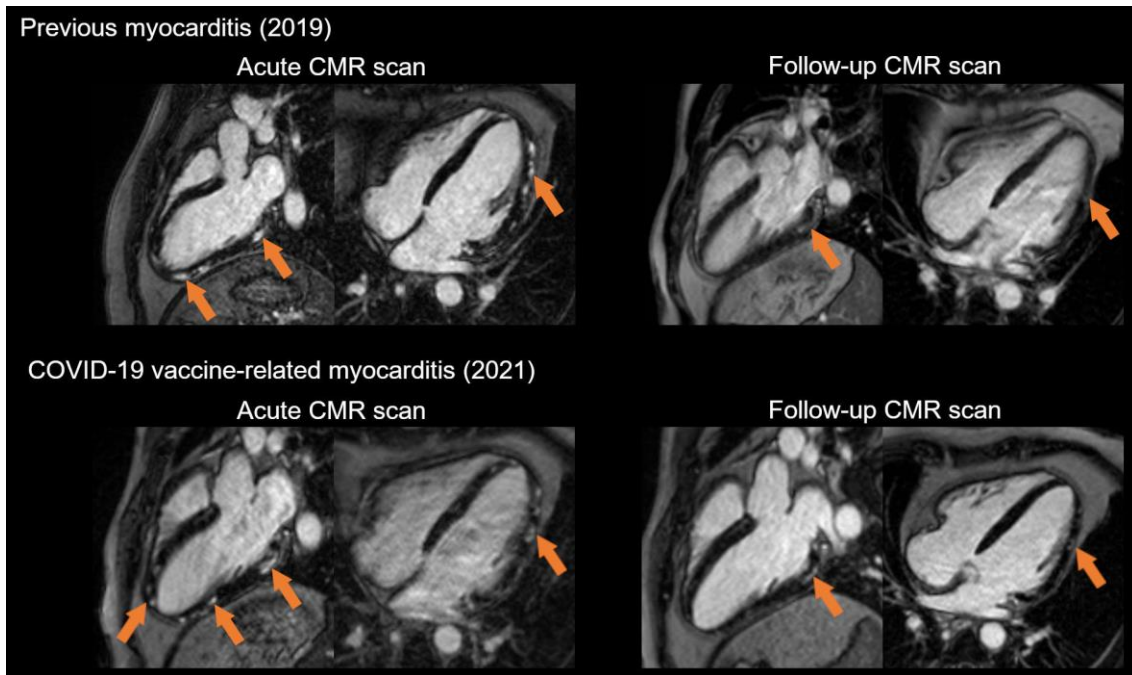 Previous myocarditis (2019)
Acute CMR scan
Follow-up CMR scan
COVID-19 vaccine-related myocarditis (2021)
Acute CMR scan
Follow-up CMR scan